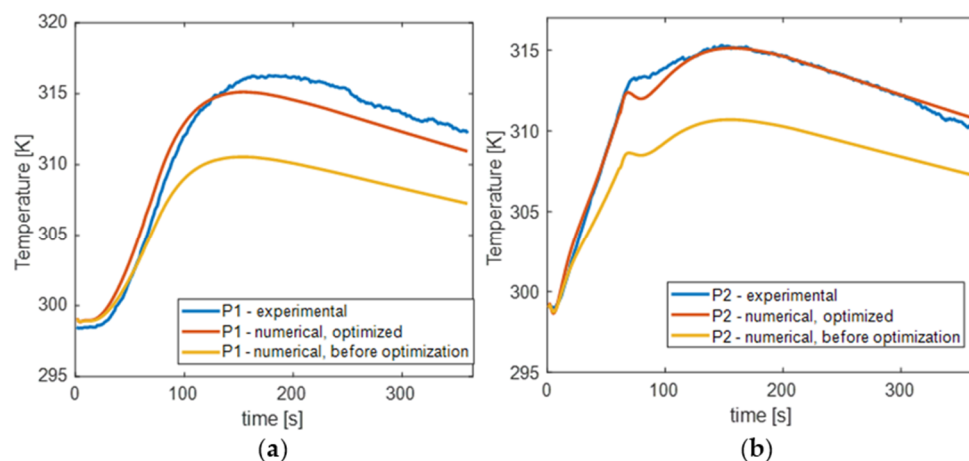 320
315
310
305
300
295
Temperature [K]
P1 - experimental
P1 - numerical, optimized
P1 - numerical, before optimization
0
100
200
300
time [s]
(a)
315
310
305
300
295
Temperature [K]
P2 - experimental
P2 - numerical, optimized
P2 - numerical, before optimization
0
100
200
300
time [s]
(b)